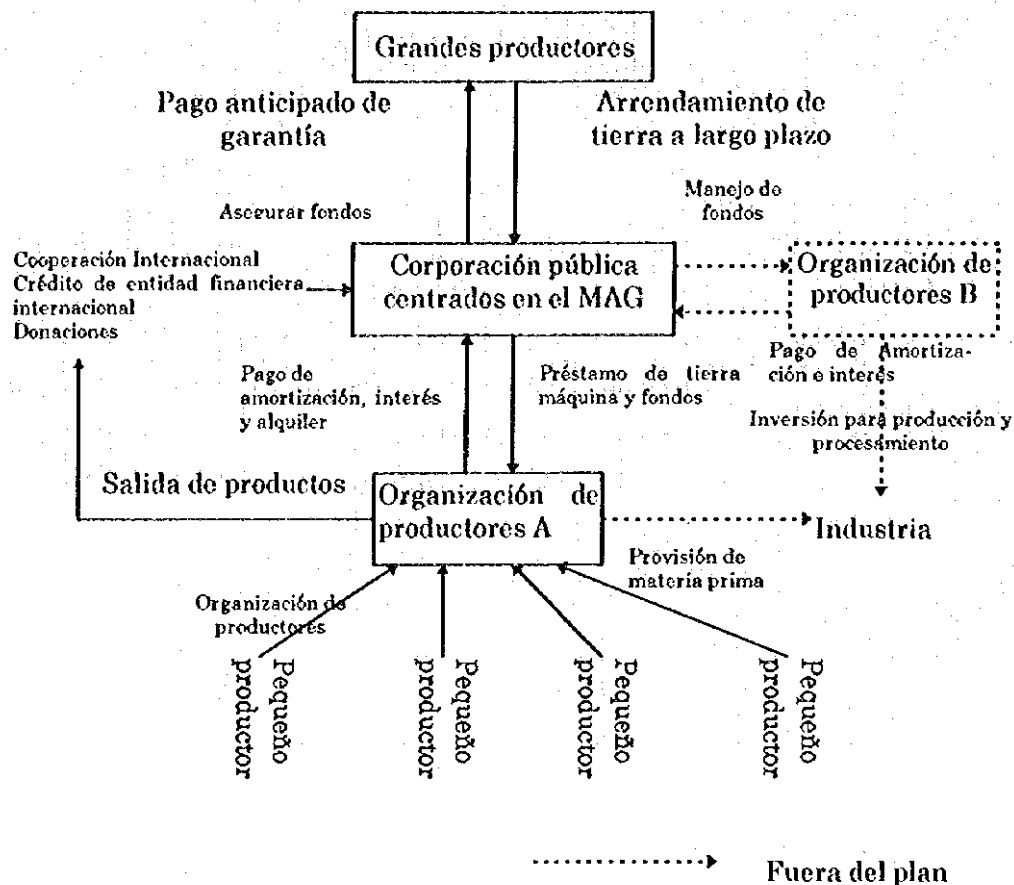 Grandes productores
Pago anticipado de
garantía
Arrendamiento de
tierra a largo plazo
Asegurar fondos
Manejo de
fondos
Cooperación Internacional
Crédito de entidad financiera
internacional
Donaciones
Corporación pública
centrados en el MAG
Organización de
productores B
Pago de
amortización, interés
y alquiler
Préstamo de tierra
máquina y fondos
Pago de Amortiza-
ción e interés
Inversión para producción y
procesamiento
Salida de productos
Organización de
productores A
Industria
Provisión de
matería prima
Organización de
productores
Pequeño
productor
Pequeño
productor
Pequeño
productor
Pequeño
productor
Fuera del plan